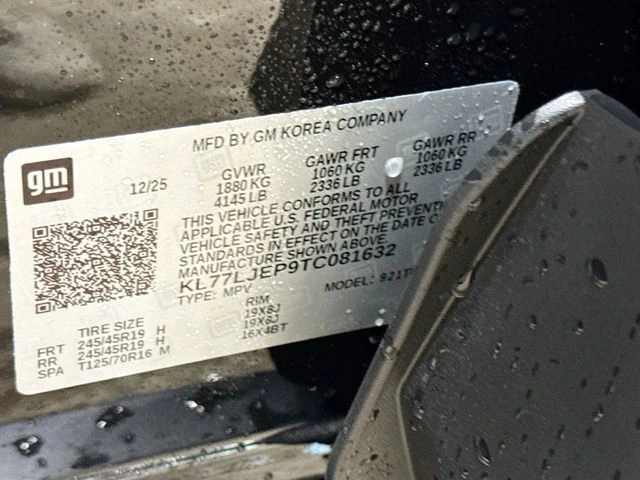 MFD BY GM KOREA COMPANY
gm
12/25
GVWR GAWR FRT GAWR RR
1880 KG 1060 KG 1060 KG
4145 LB 2336 LB 2336 LB
THIS VEHICLE CONFORMS TO ALL
APPLICABLE U.S. FEDERAL MOTOR
VEHICLE SAFETY AND THEFT PREVENTI
STANDARDS IN EFFECT ON THE DATE O
MANUFACTURE SHOWN ABOVE.
KL77LJEP9TC081632
TYPE: MPV MODEL: 921T
TIRE SIZE RIM
FRT 245/45R19 H 19X8J
RR 245/45R19 H 19X8J
SPA T125/70R16 M 16X4BT